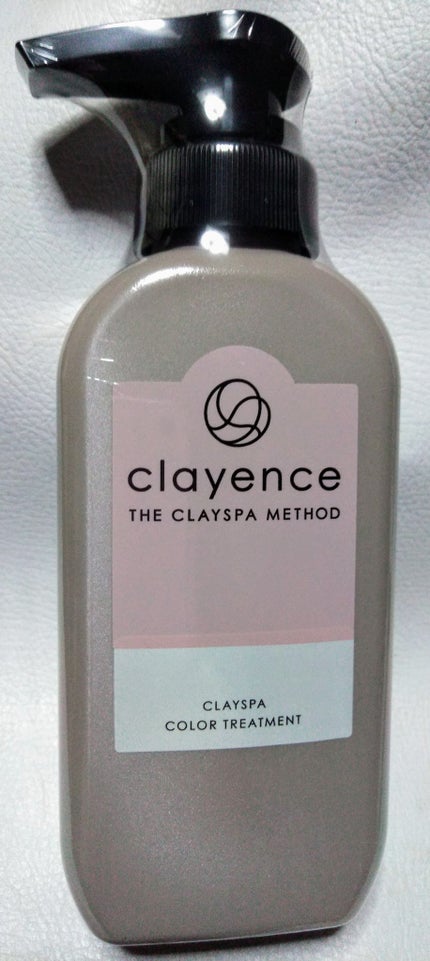 clayence
THE CLAYSPA METHOD
CLAYSPA
COLOR TREATMENT